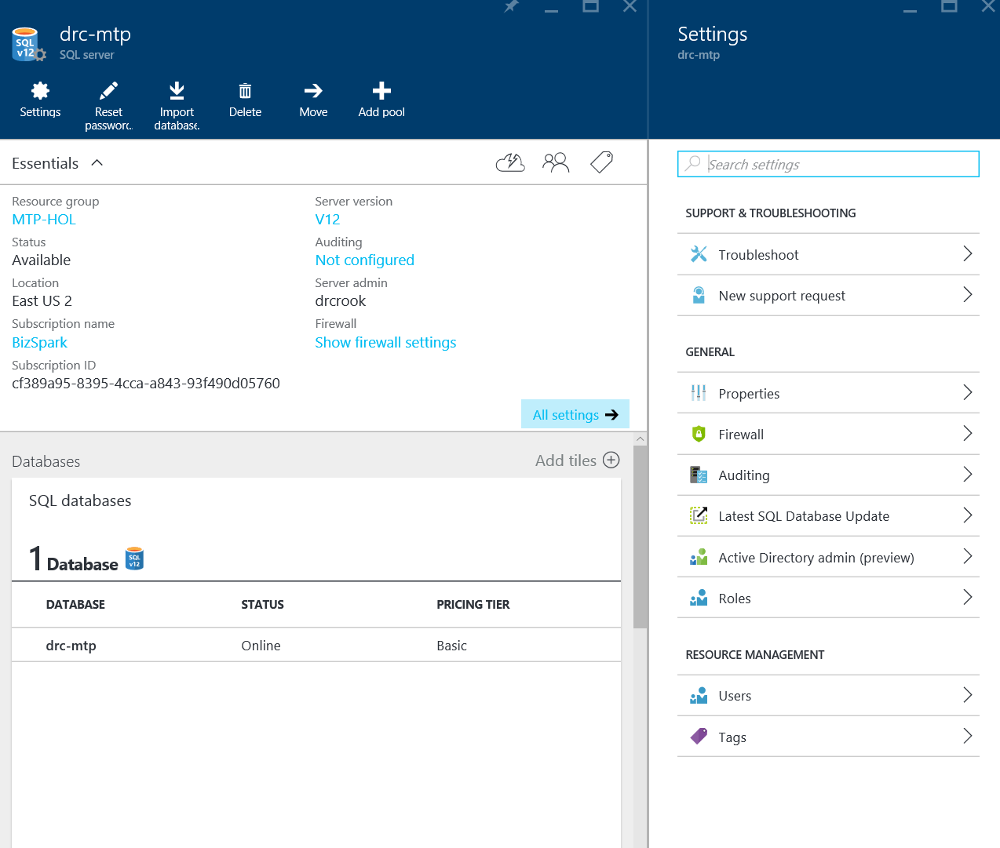 drc-mtp
SQL server
Settings
Reset
passworc..
Import
database.
Delete
Move
Add pool
Essentials
Resource group
MTP-HOL
Status
Available
Location
East US 2
Subscription name
BizSpark
Subscription ID
cf389a95-8395-4cca-a843-93f490d05760
Server version
V12
Auditing
Not configured
Server admin
drcrook
Firewall
Show firewall settings
All settings
Databases
Add tiles
SQL databases
1 Database
SQL
v12
DATABASE STATUS PRICING TIER
drc-mtp Online Basic
SQL
v12
Settings
drc-mtp
Search settings
SUPPORT & TROUBLESHOOTING
Troubleshoot
New support request
GENERAL
Properties
Firewall
Auditing
Latest SQL Database Update
Active Directory admin (preview)
Roles
RESOURCE MANAGEMENT
Users
Tags